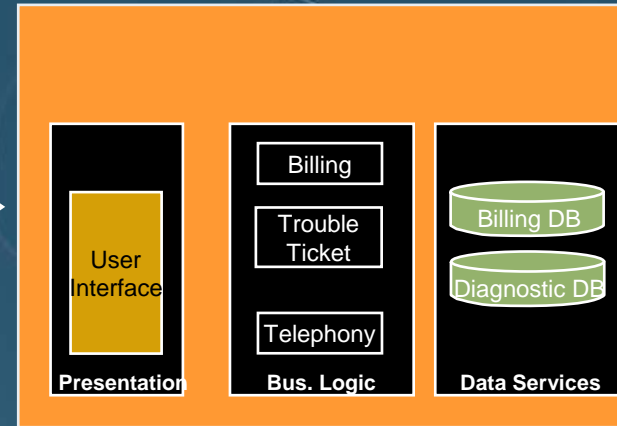 User
Interface
Presentation
Billing
Trouble
Ticket
Telephony
Bus. Logic
Billing DB
Diagnostic DB
Data Services